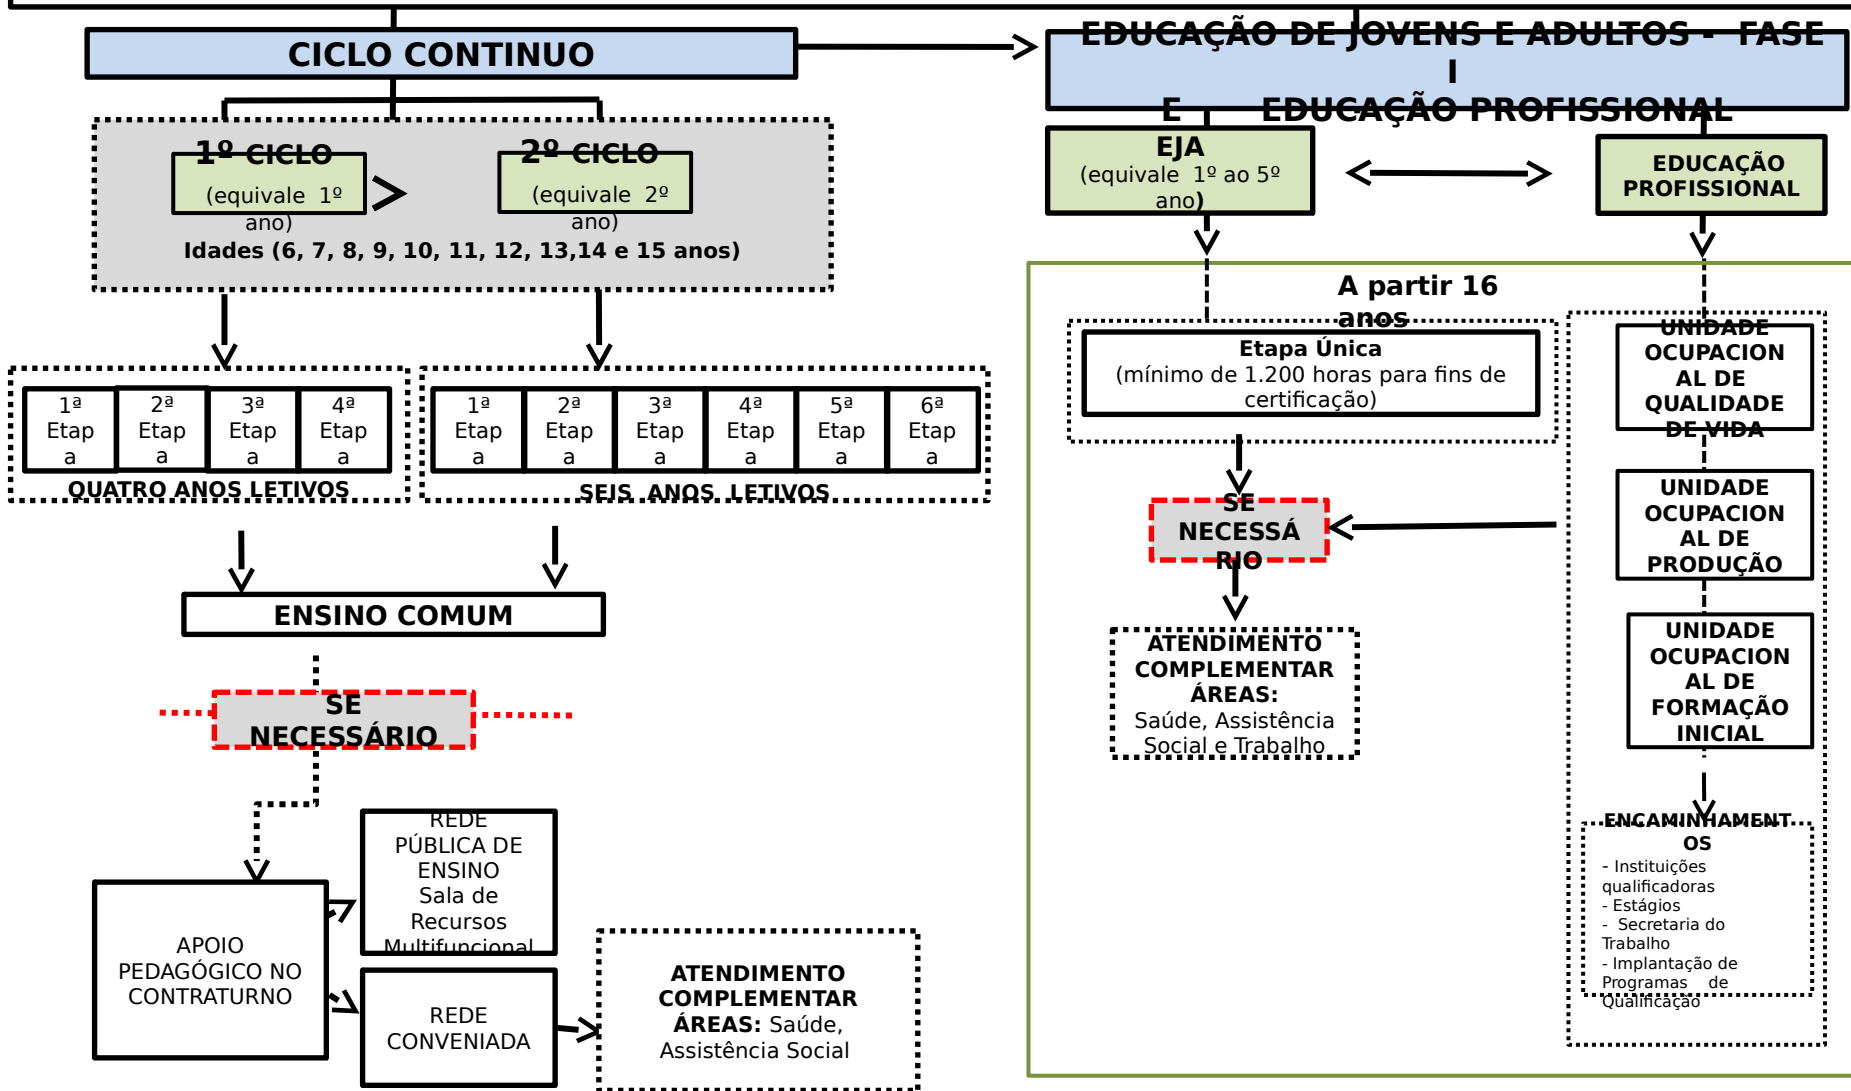 CICLO CONTINUO
EDUCAÇÃO DE JOVENS E ADULTOS - FASE
I
E EDUCAÇÃO PROFISSIONAL
1º CICLO
(equivale 1º
ano)
2º CICLO
(equivale 2º
ano)
Idades (6, 7, 8, 9, 10, 11, 12, 13,14 e 15 anos)
EJA
(equivale 1º ao 5º
ano)
EDUCAÇÃO
PROFISSIONAL
1ª
Etap
a
2ª
Etap
a
3ª
Etap
a
4ª
Etap
a
QUATRO ANOS LETIVOS
1ª
Etap
a
2ª
Etap
a
3ª
Etap
a
4ª
Etap
a
5ª
Etap
a
6ª
Etap
a
SEIS ANOS LETIVOS
ENSINO COMUM
SE
NECESSÁRIO
APOIO
PEDAGÓGICO NO
CONTRATURNO
REDE
PÚBLICA DE
ENSINO
Sala de
Recursos
Multifuncional
REDE
CONVENIADA
ATENDIMENTO
COMPLEMENTAR
ÁREAS: Saúde,
Assistência Social
A partir 16
anos
Etapa Única
(mínimo de 1.200 horas para fins de
certificação)
SE
NECESSÁ
RIO
ATENDIMENTO
COMPLEMENTAR
ÁREAS:
Saúde, Assistência
Social e Trabalho
UNIDADE
OCUPACION
AL DE
QUALIDADE
DE VIDA
UNIDADE
OCUPACION
AL DE
PRODUÇÃO
UNIDADE
OCUPACION
AL DE
FORMAÇÃO
INICIAL
ENCAMINHAMENT
OS
- Instituições
qualificadoras
- Estágios
- Secretaria do
Trabalho
- Implantação de
Programas de
Qualificação